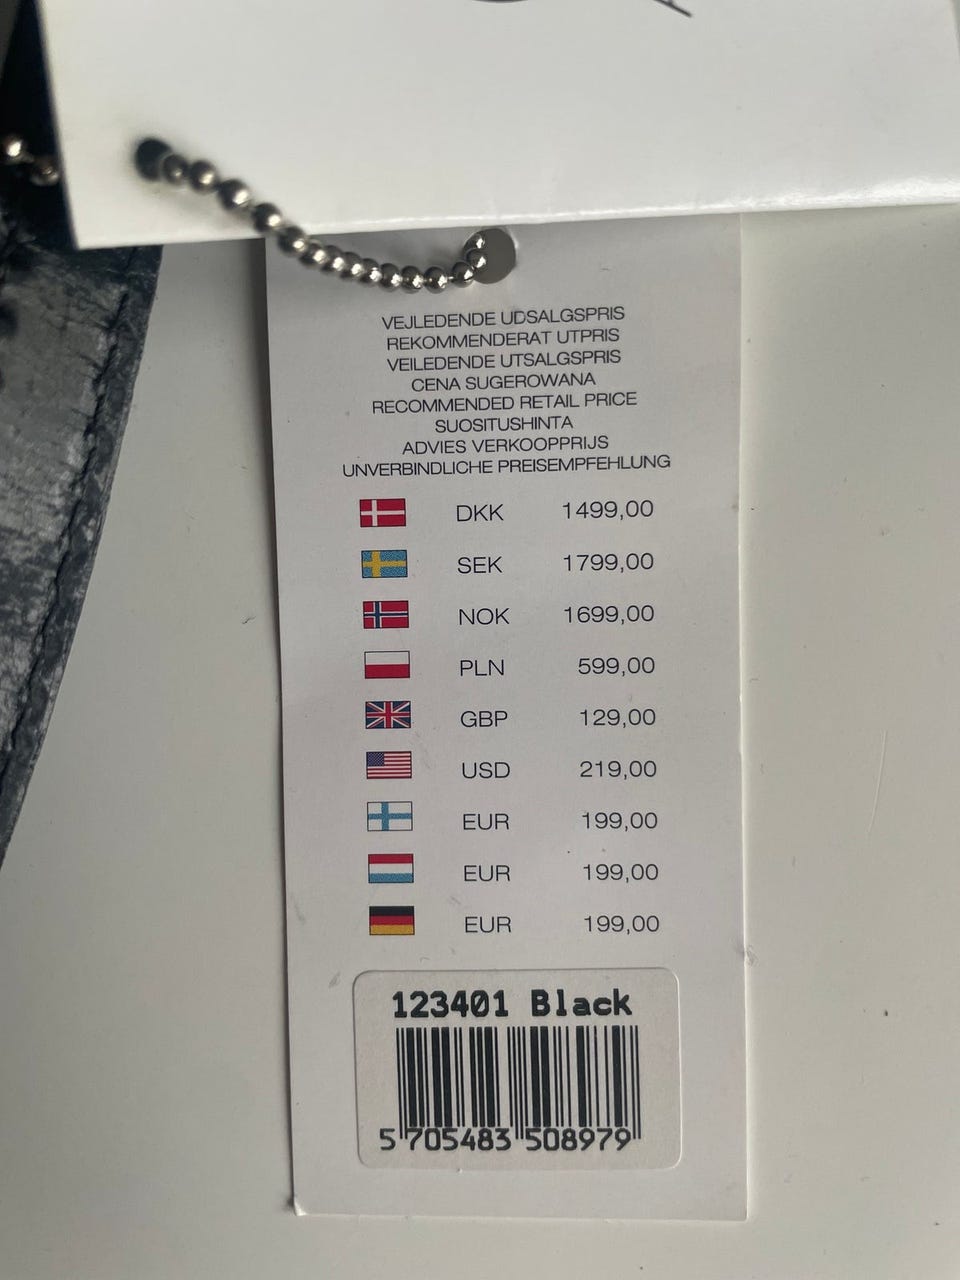 VEJLEDENDE UDSALGSPRIS
REKOMMENDERAT UTPRIS
VEILEDENDE UTSALGSPRIS
CENA SUGEROWANA
RECOMMENDED RETAIL PRICE
SUOSITUSHINTA
ADVIES VERKOOPPRIJS
UNVERBINDLICHE PREISEMPFEHLUNG
DKK 1499,00
SEK 1799,00
NOK 1699,00
PLN 599,00
GBP 129,00
USD 219,00
EUR 199,00
EUR 199,00
EUR 199,00
123401 Black
5 705483 508979